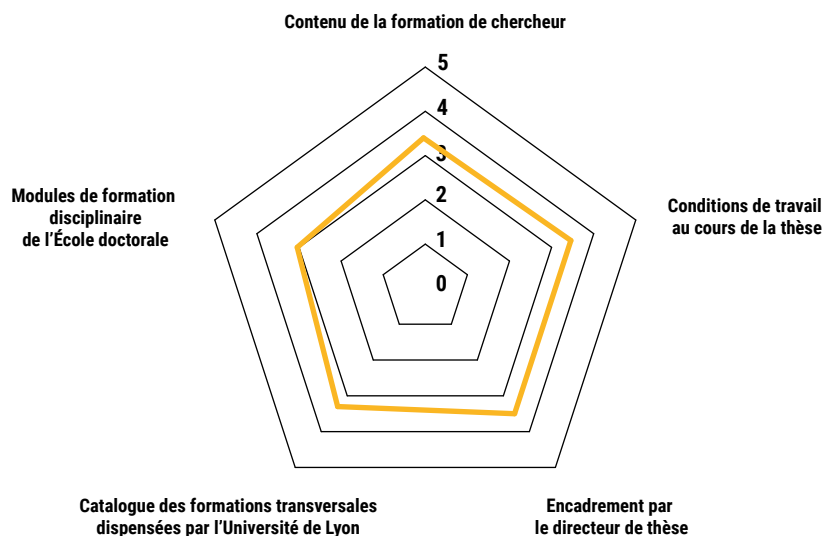 Contenu de la formation de chercheur
5
4
3
2
1
0
Modules de formation
disciplinaire
de l'École doctorale
Conditions de travail
au cours de la thèse
Catalogue des formations transversales
dispensées par l'Université de Lyon
Encadrement par
le directeur de thèse